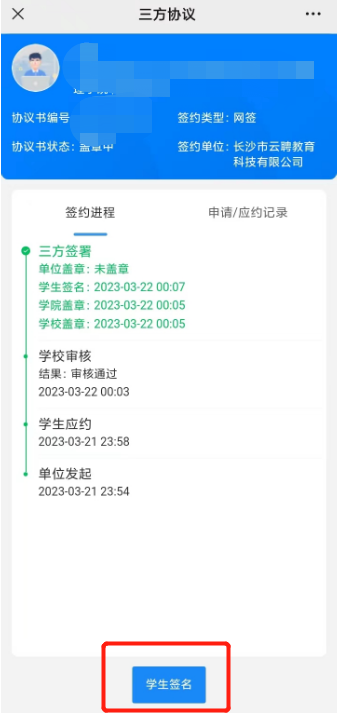 三方协议
协议书编号
签约类型：网签
协议书状态：盖章中
签约单位：长沙市云聘教育
科技有限公司
签约进程
申请/应约记录
三方签署
单位盖章：未盖章
学生签名：2023-03-22 00:07
学院盖章：2023-03-22 00:05
学校盖章：2023-03-22 00:05
学校审核
结果：审核通过
2023-03-22 00:03
学生应约
2023-03-21 23:58
单位发起
2023-03-21 23:54
学生签名